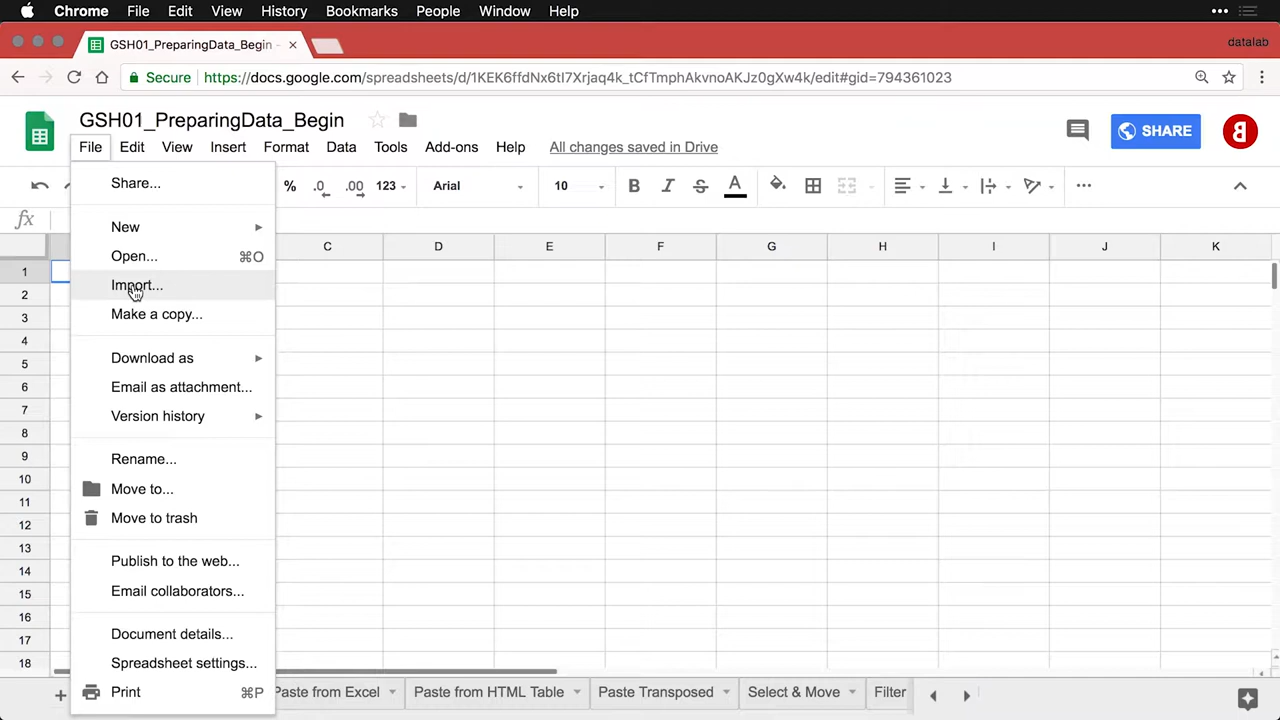 Chrome File Edit View History Bookmarks People Window Help
GSH01_PreparingData_Begin - × datalab
Secure https://docs.google.com/spreadsheets/d/1KEK6ffdNx6tI7Xrjaq4k_tCfTmphAkvnoAKJz0gXw4k/edit#gid=794361023
GSH01_PreparingData_Begin
SHARE
File Edit View Insert Format Data Tools Add-ons Help All changes saved in Drive
% .0 .00 123 Arial 10 B I S A
fx
C D E F G H I J K
1
2
3
4
5
6
7
8
9
10
11
12
13
14
15
16
17
18
Share...
New
Open... ⌘O
Import...
Make a copy...
Download as
Email as attachment...
Version history
Rename...
Move to...
Move to trash
Publish to the web...
Email collaborators...
Document details...
Spreadsheet settings...
Print ⌘P
+ Paste from Excel Paste from HTML Table Paste Transposed Select & Move Filter